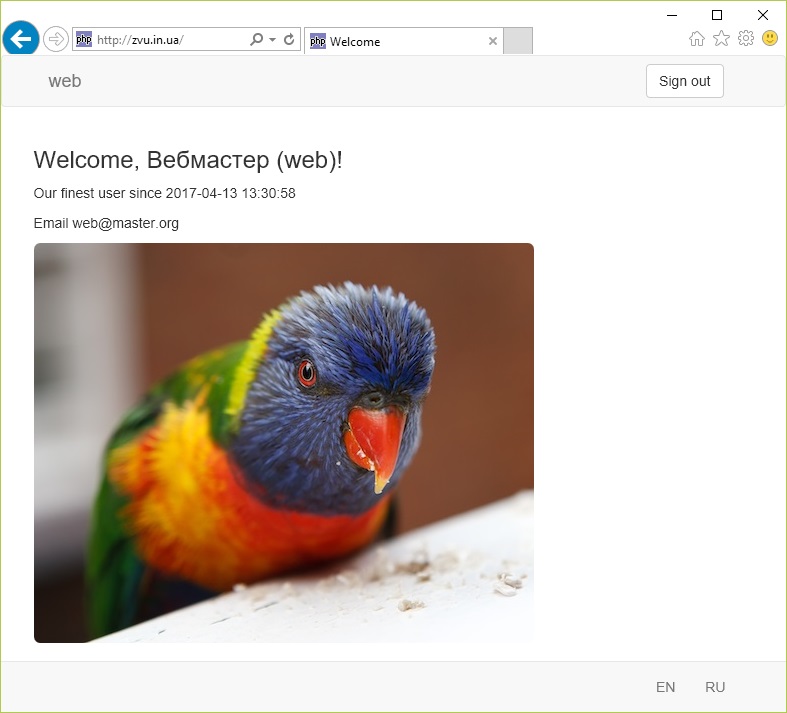 http://zvu.in.ua/
php Welcome
web
Sign out
Welcome, Вебмастер (web)!
Our finest user since 2017-04-13 13:30:58
Email web@master.org
EN RU